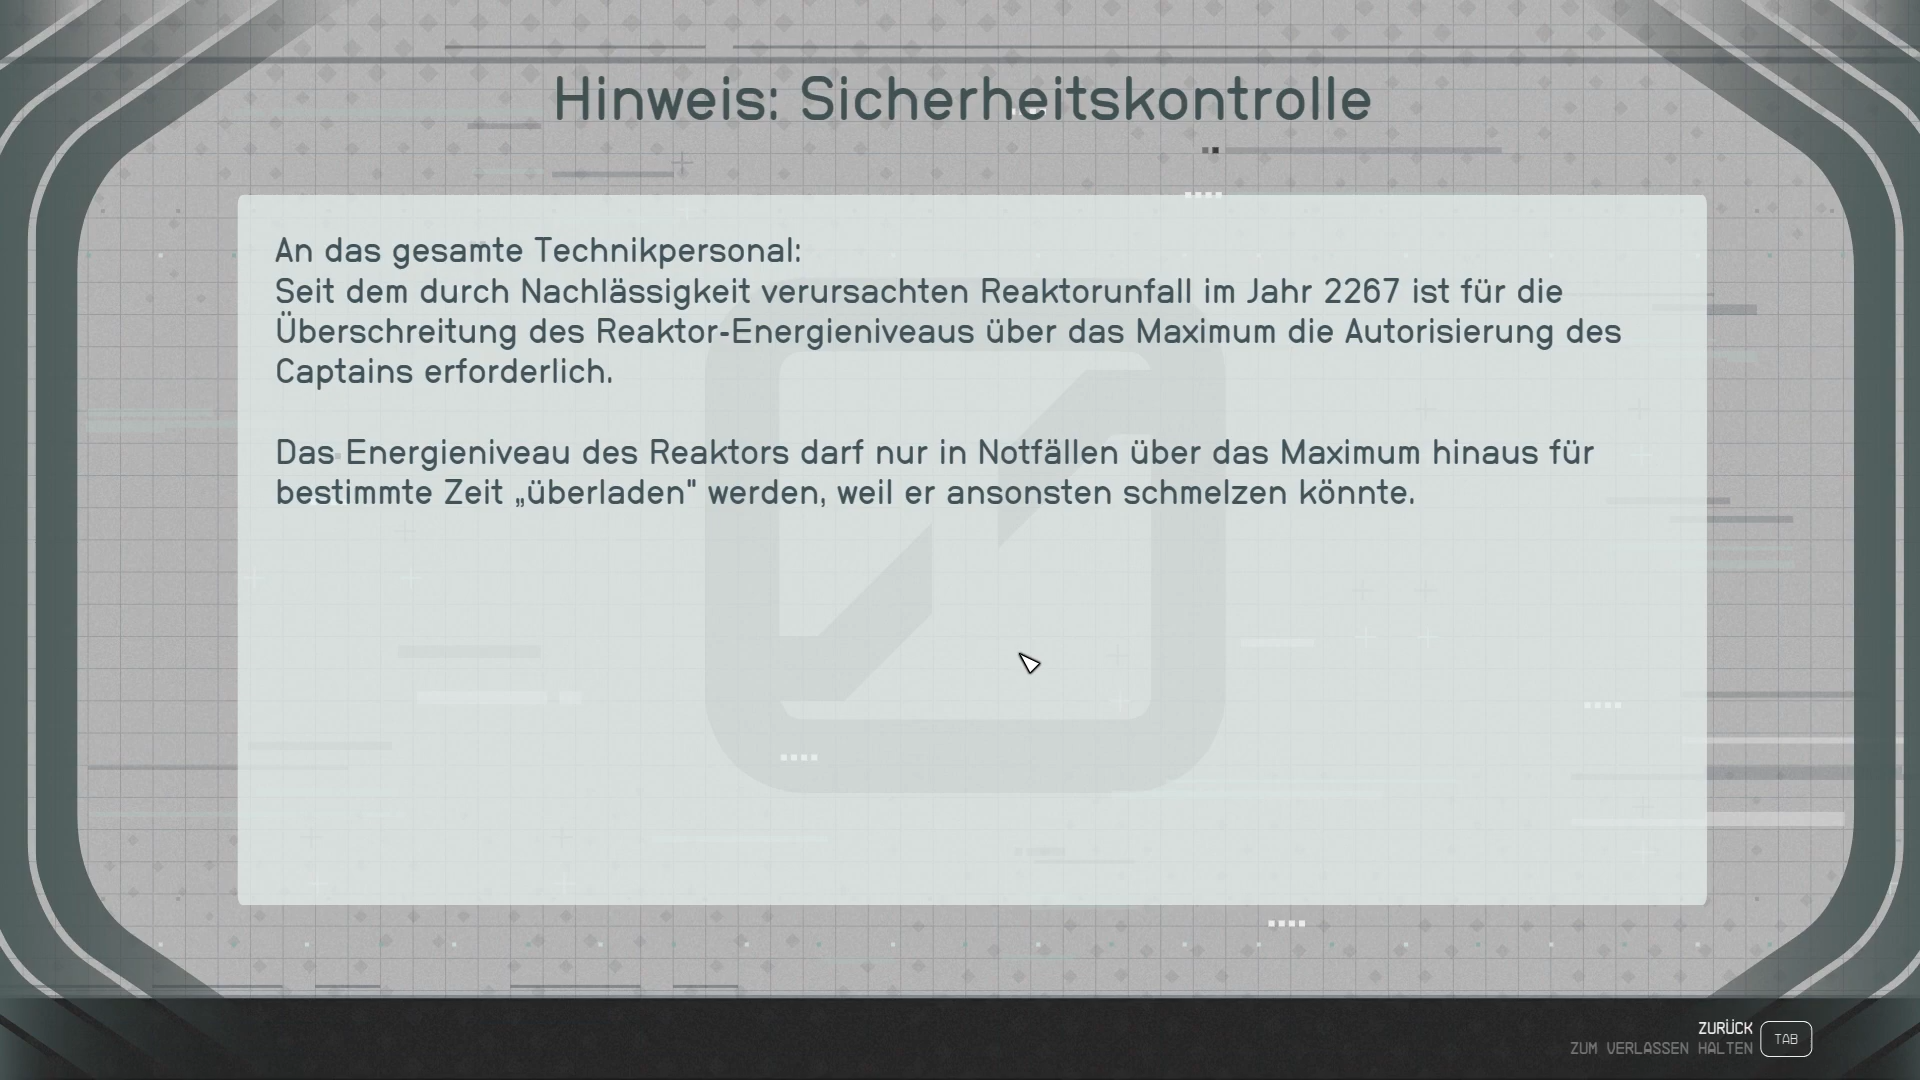 Hinweis: Sicherheitskontrolle
An das gesamte Technikpersonal:
Seit dem durch Nachlässigkeit verursachten Reaktorunfall im Jahr 2267 ist für die
Überschreitung des Reaktor-Energieniveaus über das Maximum die Autorisierung des
Captains erforderlich.
Das Energieniveau des Reaktors darf nur in Notfällen über das Maximum hinaus für
bestimmte Zeit „überladen" werden, weil er ansonsten schmelzen könnte.
ZURÜCK
ZUM VERLASSEN HALTEN TAB